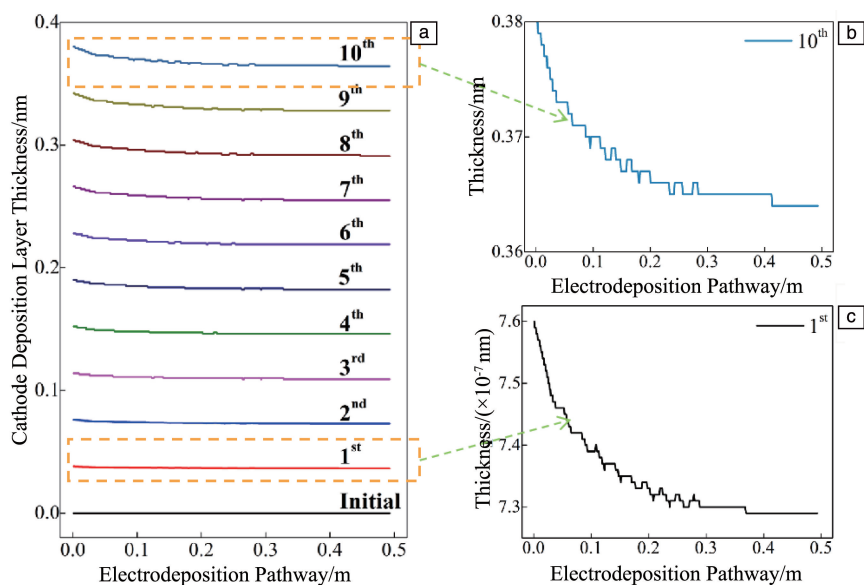 a
Cathode Deposition Layer Thickness/nm
0.4
0.3
0.2
0.1
0.0
10th
9th
8th
7th
6th
5th
4th
3rd
2nd
1st
Initial
0.0 0.1 0.2 0.3 0.4 0.5
Electrodeposition Pathway/m
b
10th
Thickness/nm
0.38
0.37
0.36
0.0 0.1 0.2 0.3 0.4 0.5
Electrodeposition Pathway/m
c
1st
Thickness/(×10-7 nm)
7.6
7.5
7.4
7.3
0.0 0.1 0.2 0.3 0.4 0.5
Electrodeposition Pathway/m